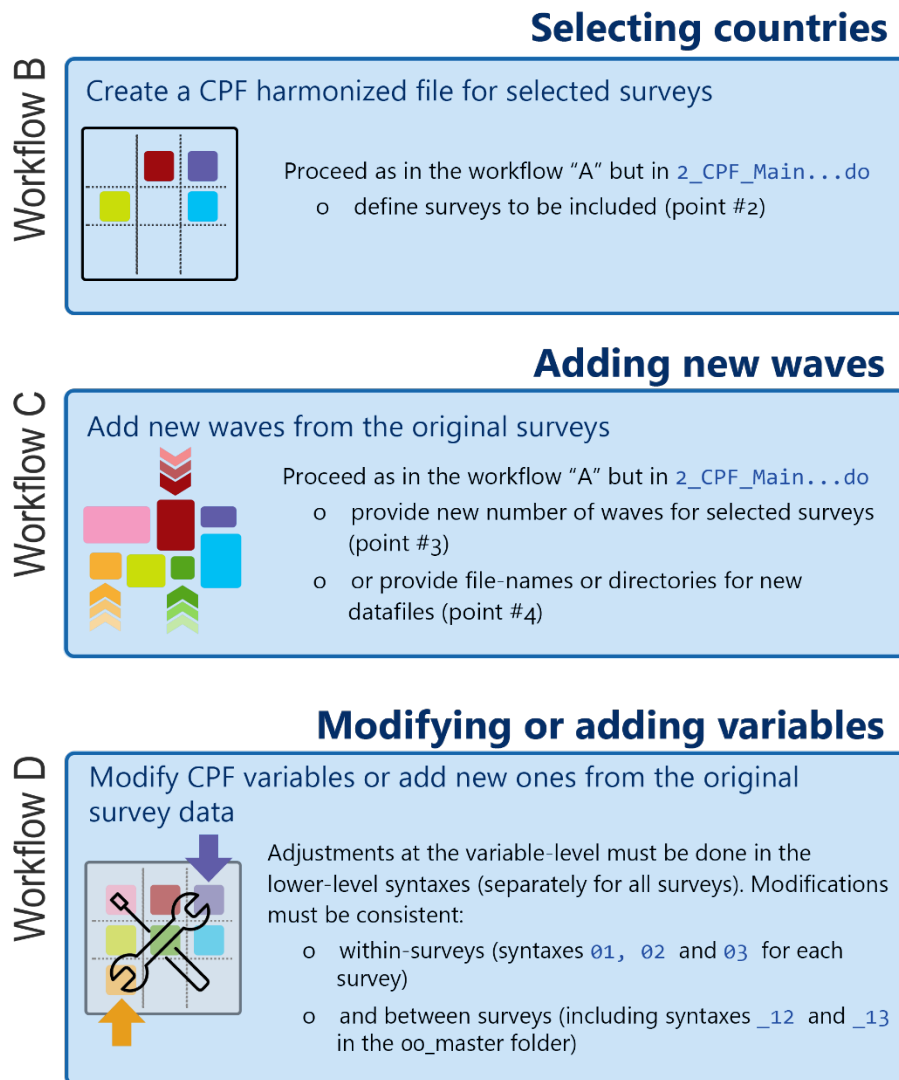 Selecting countries
Workflow B
Create a CPF harmonized file for selected surveys
Proceed as in the workflow “A” but in 2_CPF_Main...do
o define surveys to be included (point #2)
Adding new waves
Workflow C
Add new waves from the original surveys
Proceed as in the workflow “A” but in 2_CPF_Main...do
o provide new number of waves for selected surveys
(point #3)
o or provide file-names or directories for new
datafiles (point #4)
Modifying or adding variables
Workflow D
Modify CPF variables or add new ones from the original
survey data
Adjustments at the variable-level must be done in the
lower-level syntaxes (separately for all surveys). Modifications
must be consistent:
o within-surveys (syntaxes 01, 02 and 03 for each
survey)
o and between surveys (including syntaxes _12 and _13
in the 00_master folder)